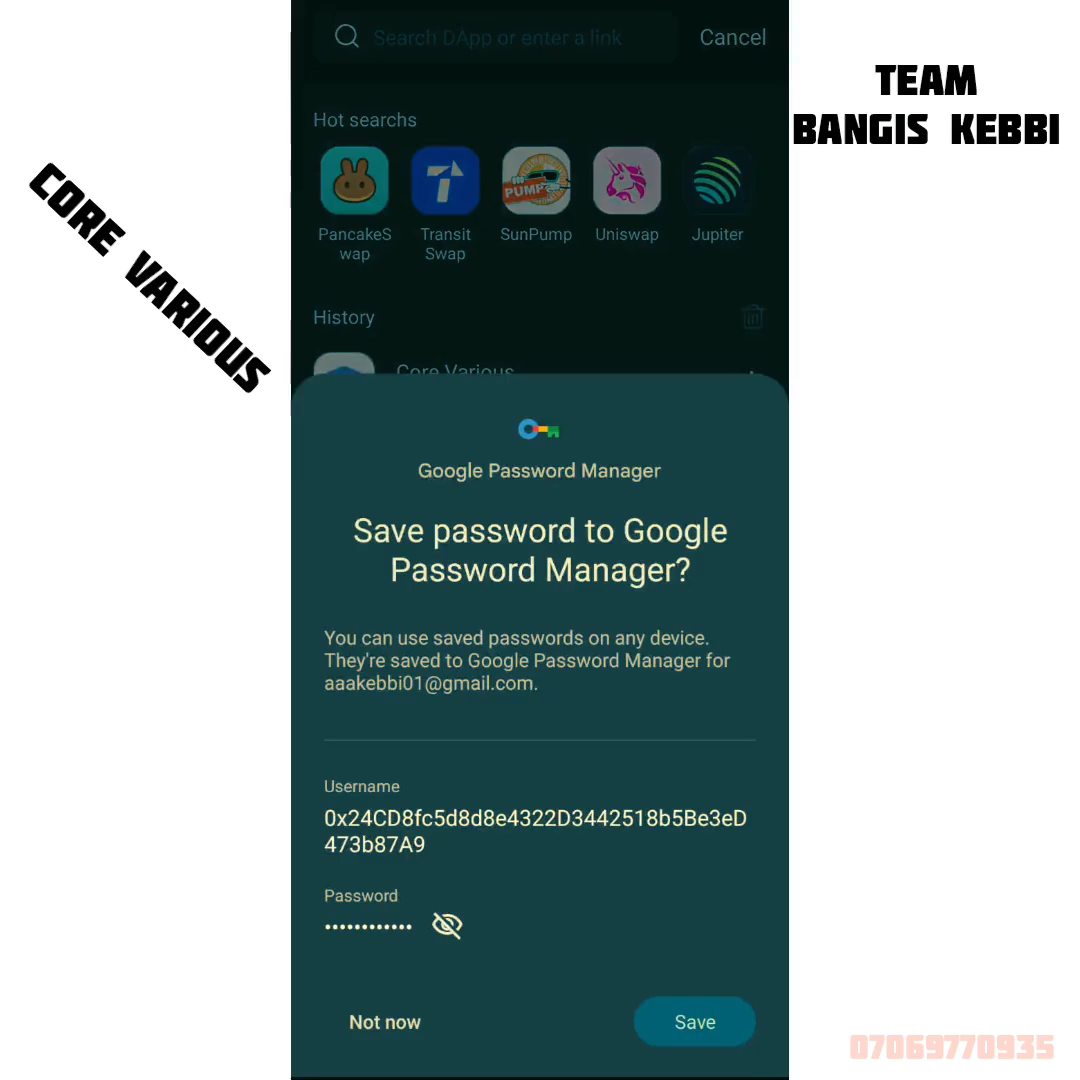 Search DApp or enter a link
Cancel
TEAM
BANGIS KEBBI
CORE VARIOUS
Hot searchs
PUMP
PancakeS
wap
Transit
Swap
SunPump
Uniswap
Jupiter
History
Core Various
Google Password Manager
Save password to Google
Password Manager?
You can use saved passwords on any device.
They're saved to Google Password Manager for
aaakebbi01@gmail.com.
Username
0x24CD8fc5d8d8e4322D3442518b5Be3eD
473b87A9
Password
••••••••••••
Not now
Save
07069770935